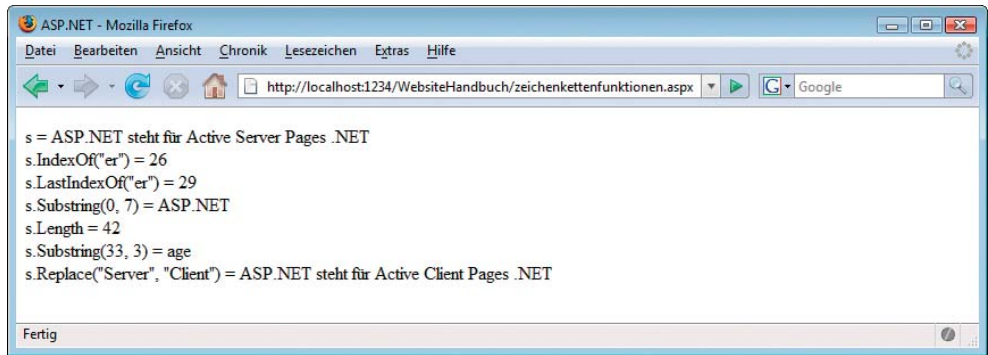 ASP.NET - Mozilla Firefox
Datei Bearbeiten Ansicht Chronik Lesezeichen Extras Hilfe
http://localhost:1234/WebsiteHandbuch/zeichenkettenfunktionen.aspx G Google
s = ASP.NET steht für Active Server Pages .NET
s.IndexOf("er") = 26
s.LastIndexOf("er") = 29
s.Substring(0, 7) = ASP.NET
s.Length = 42
s.Substring(33, 3) = age
s.Replace("Server", "Client") = ASP.NET steht für Active Client Pages .NET
Fertig